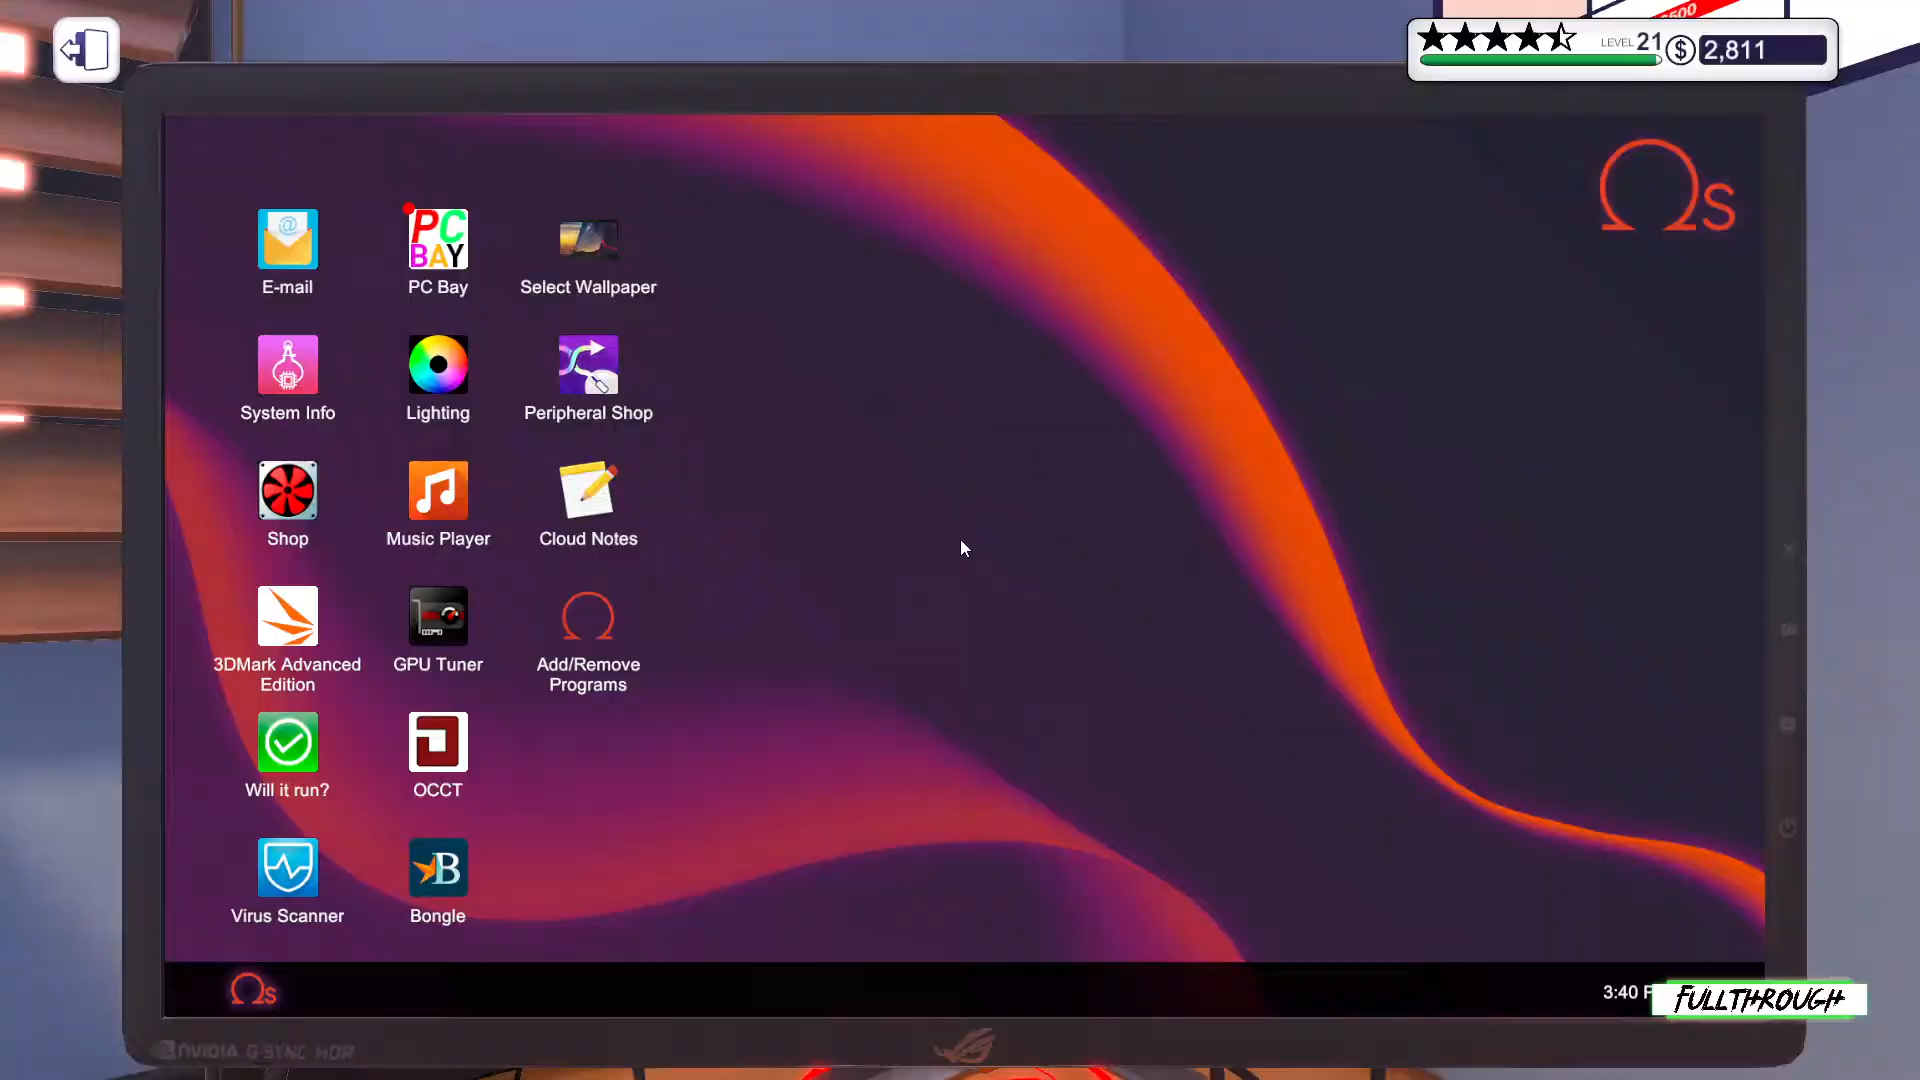 $500
LEVEL 21
$ 2,811
Ωs
@
PC
BAY
E-mail
PC Bay
Select Wallpaper
System Info
Lighting
Peripheral Shop
Shop
Music Player
Cloud Notes
3DMark Advanced
Edition
GPU Tuner
Add/Remove
Programs
Will it run?
OCCT
B
Virus Scanner
Bongle
Ωs
3:40 P
FULLTHROUGH
NVIDIA G-SYNC HDR